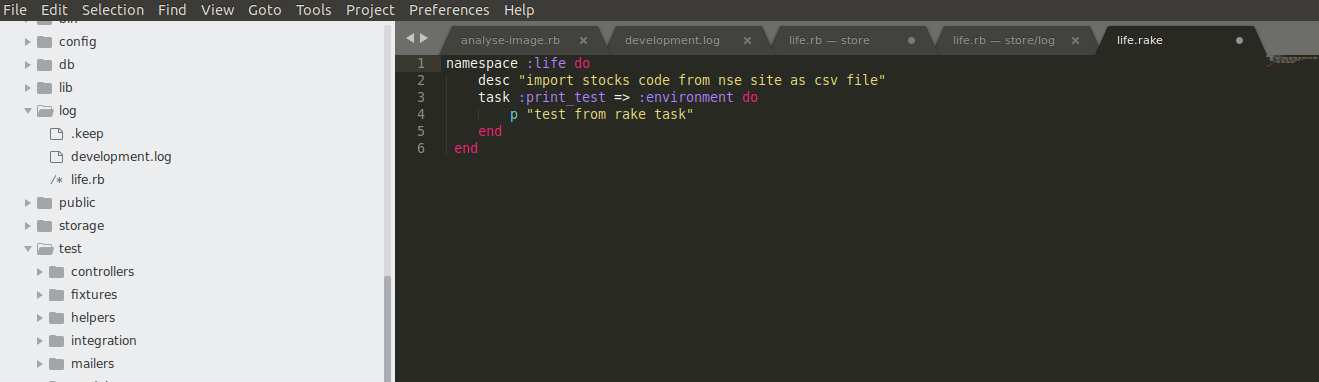 File Edit Selection Find View Goto Tools Project Preferences Help
bin
config
db
lib
log
.keep
development.log
/* life.rb
public
storage
test
controllers
fixtures
helpers
integration
mailers
analyse-image.rb × development.log × life.rb — store life.rb — store/log × life.rake
1 namespace :life do
2 desc "import stocks code from nse site as csv file"
3 task :print_test => :environment do
4 p "test from rake task"
5 end
6 end